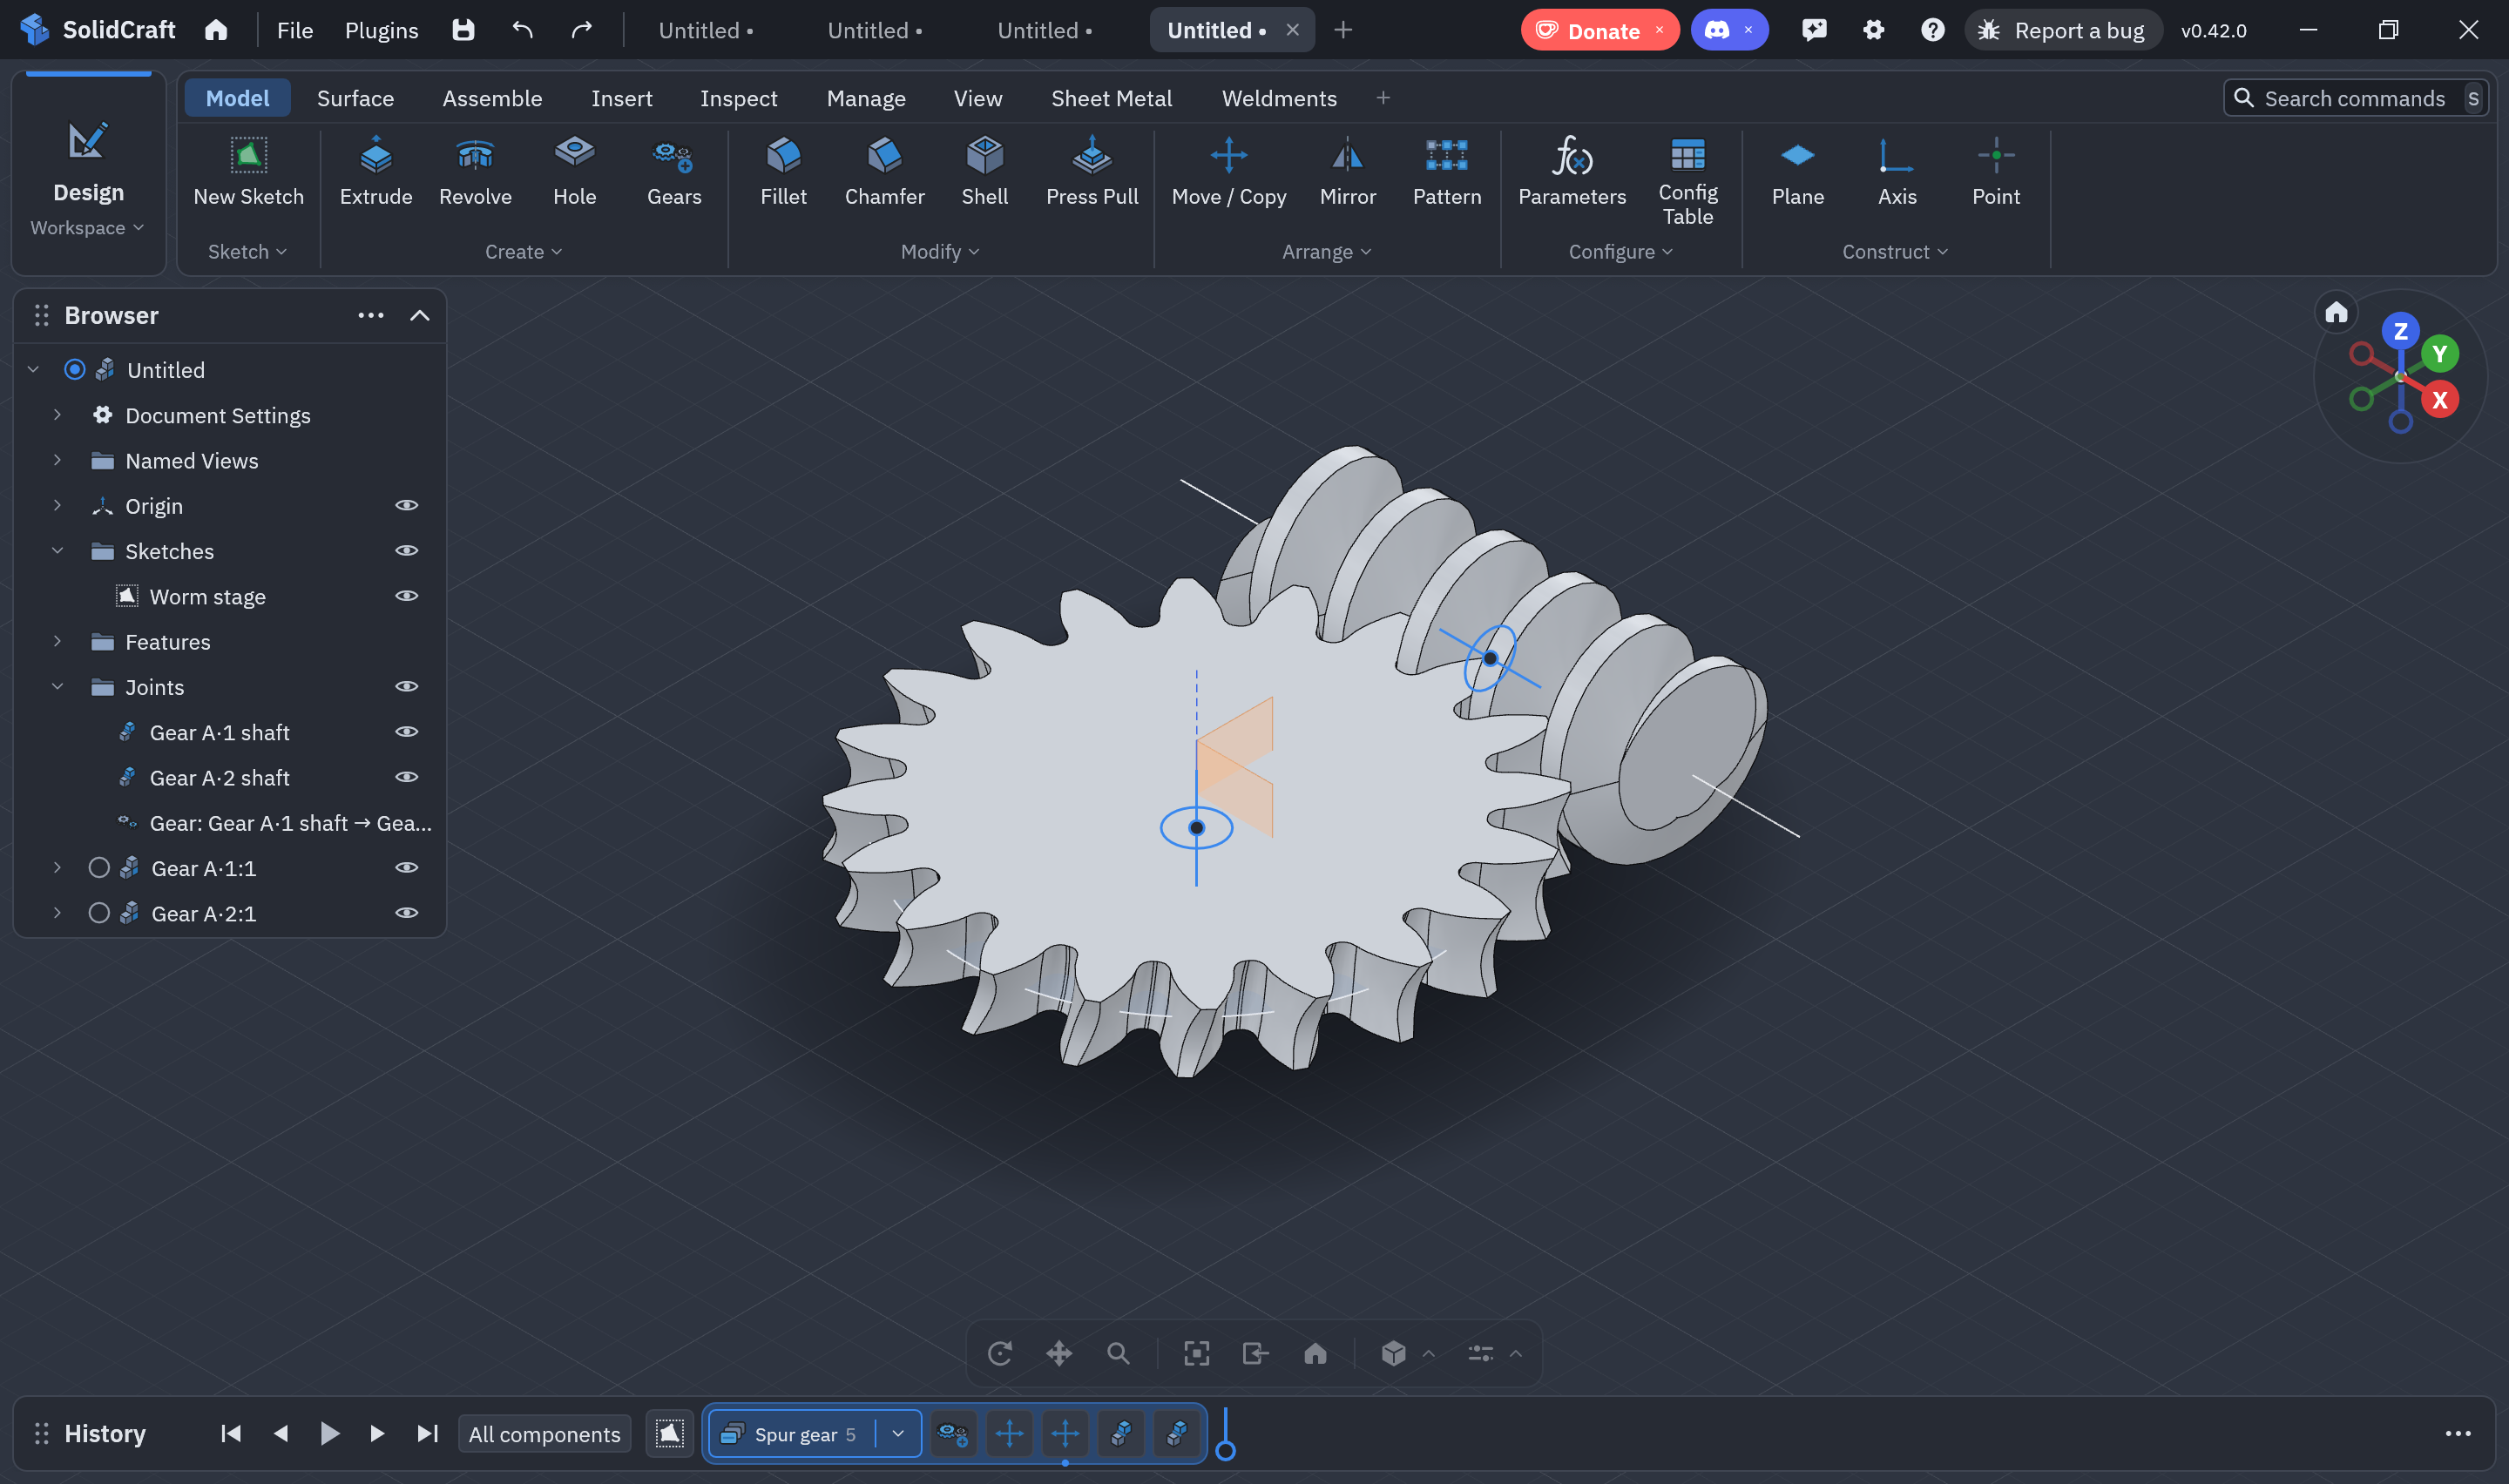 SolidCraft
File
Plugins
Untitled •
Untitled •
Untitled •
Untitled •
Donate
Report a bug
v0.42.0
Design
Workspace
Model
Surface
Assemble
Insert
Inspect
Manage
View
Sheet Metal
Weldments
Search commands
S
New Sketch
Extrude
Revolve
Hole
Gears
Fillet
Chamfer
Shell
Press Pull
Move / Copy
Mirror
Pattern
Parameters
Config
Table
Plane
Axis
Point
Sketch
Create
Modify
Arrange
Configure
Construct
Browser
Untitled
Document Settings
Named Views
Origin
Sketches
Worm stage
Features
Joints
Gear A·1 shaft
Gear A·2 shaft
Gear: Gear A·1 shaft → Gea...
Gear A·1:1
Gear A·2:1
Z
Y
X
History
All components
Spur gear 5